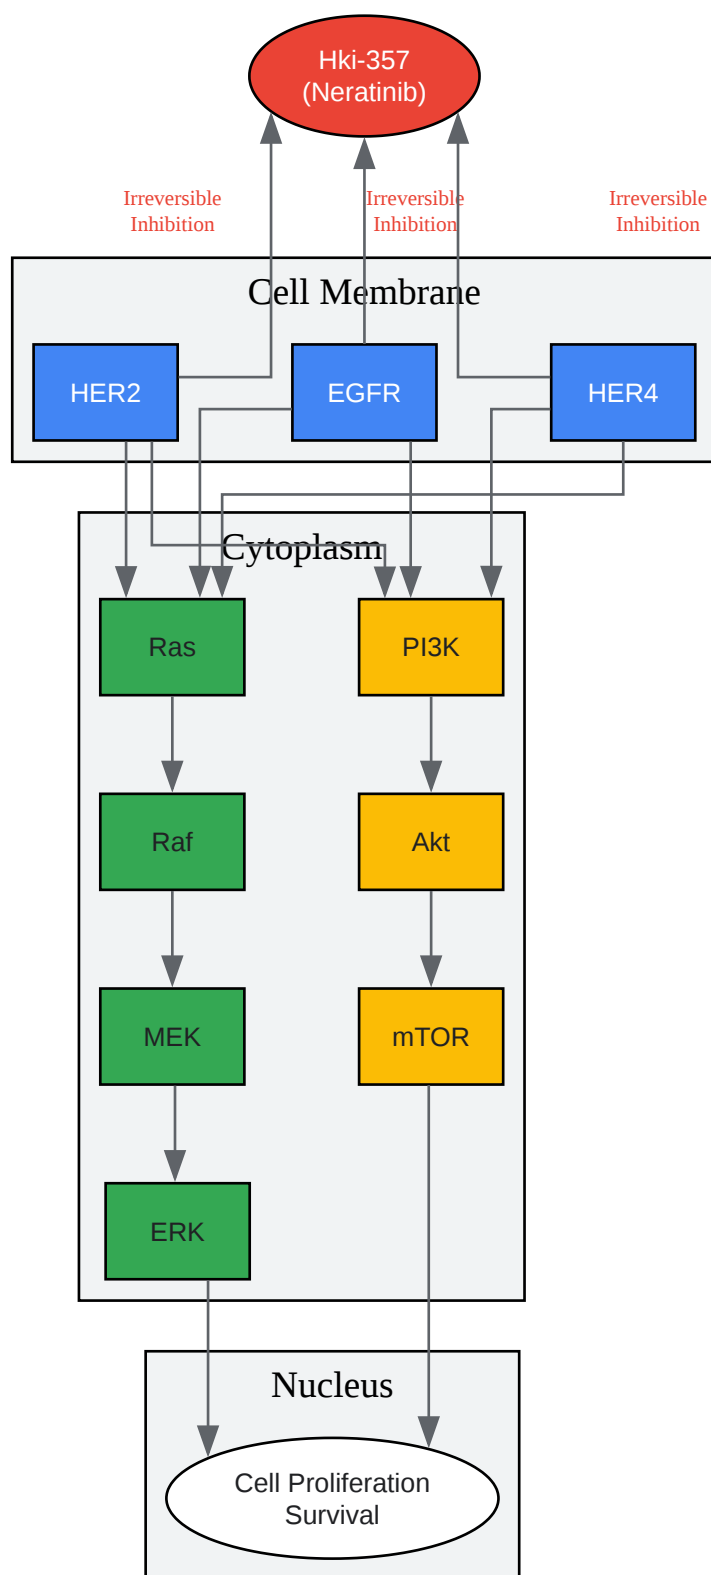 Hki-357
(Neratinib)
Irreversible
Inhibition
Irreversible
Inhibition
Irreversible
Inhibition
Cell Membrane
HER2
EGFR
HER4
Cytoplasm
Ras
PI3K
Raf
Akt
MEK
mTOR
ERK
Nucleus
Cell Proliferation
Survival